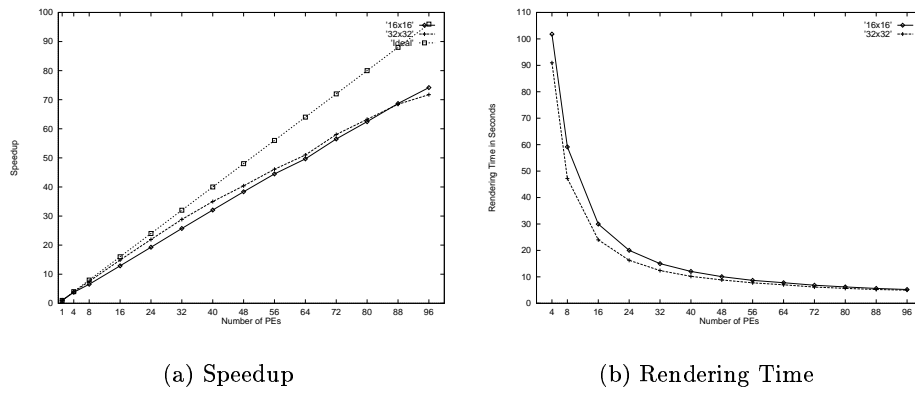 100
90
80
70
60
50
40
30
20
10
0
Speedup
1 4 8 16 24 32 40 48 56 64 72 80 88 96
Number of PEs
'16x16'
'32x32'
'Ideal'
(a) Speedup
110
100
90
80
70
60
50
40
30
20
10
0
Rendering Time in Seconds
4 8 16 24 32 40 48 56 64 72 80 88 96
Number of PEs
'16x16'
'32x32'
(b) Rendering Time